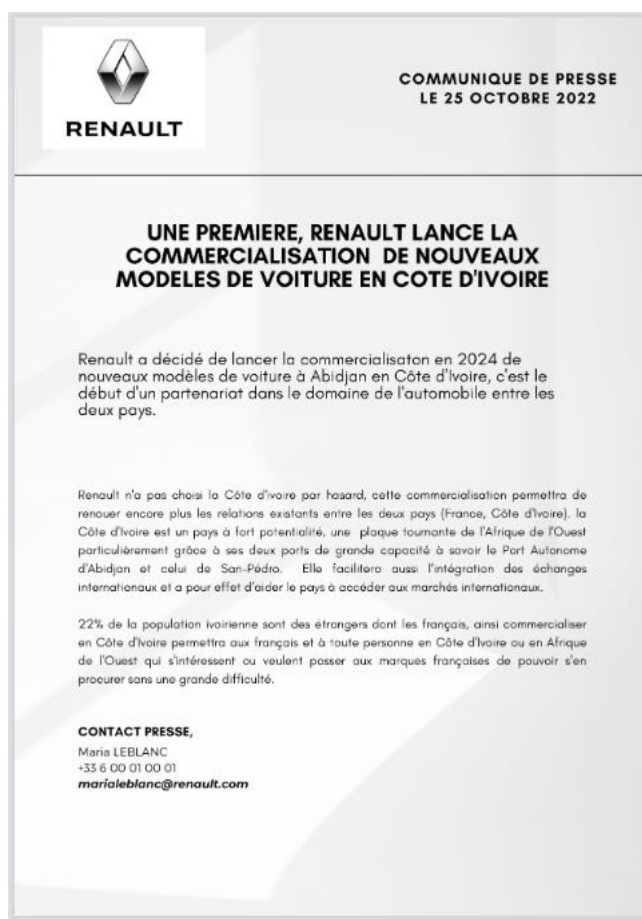 RENAULT
COMMUNIQUE DE PRESSE
LE 25 OCTOBRE 2022
UNE PREMIERE, RENAULT LANCE LA
COMMERCIALISATION DE NOUVEAUX
MODELES DE VOITURE EN COTE D'IVOIRE
Renault a décidé de lancer la commercialisaton en 2024 de
nouveaux modèles de voiture à Abidjan en Côte d'Ivoire, c'est le
début d'un partenariat dans le domaine de l'automobile entre les
deux pays.
Renault n'a pas choisi la Côte d'ivoire par hasard, cette commercialisation permettra de
renouer encore plus les relations existants entre les deux pays (France, Côte d'Ivoire). la
Côte d'Ivoire est un pays à fort potentialité, une plaque tournante de l'Afrique de l'Ouest
particulièrement grâce à ses deux ports de grande capacité à savoir le Port Autonome
d'Abidjan et celui de San-Pédro. Elle facilitera aussi l'intégration des échanges
internationaux et a pour effet d'aider le pays à accéder aux marchés internationaux.
22% de la population ivoirienne sont des étrangers dont les français, ainsi commercialiser
en Côte d'Ivoire permettra aux français et à toute personne en Côte d'Ivoire ou en Afrique
de l'Ouest qui s'intéressent ou veulent passer aux marques françaises de pouvoir s'en
procurer sans une grande difficulté.
CONTACT PRESSE,
Maria LEBLANC
+33 6 00 01 00 01
marialeblanc@renault.com